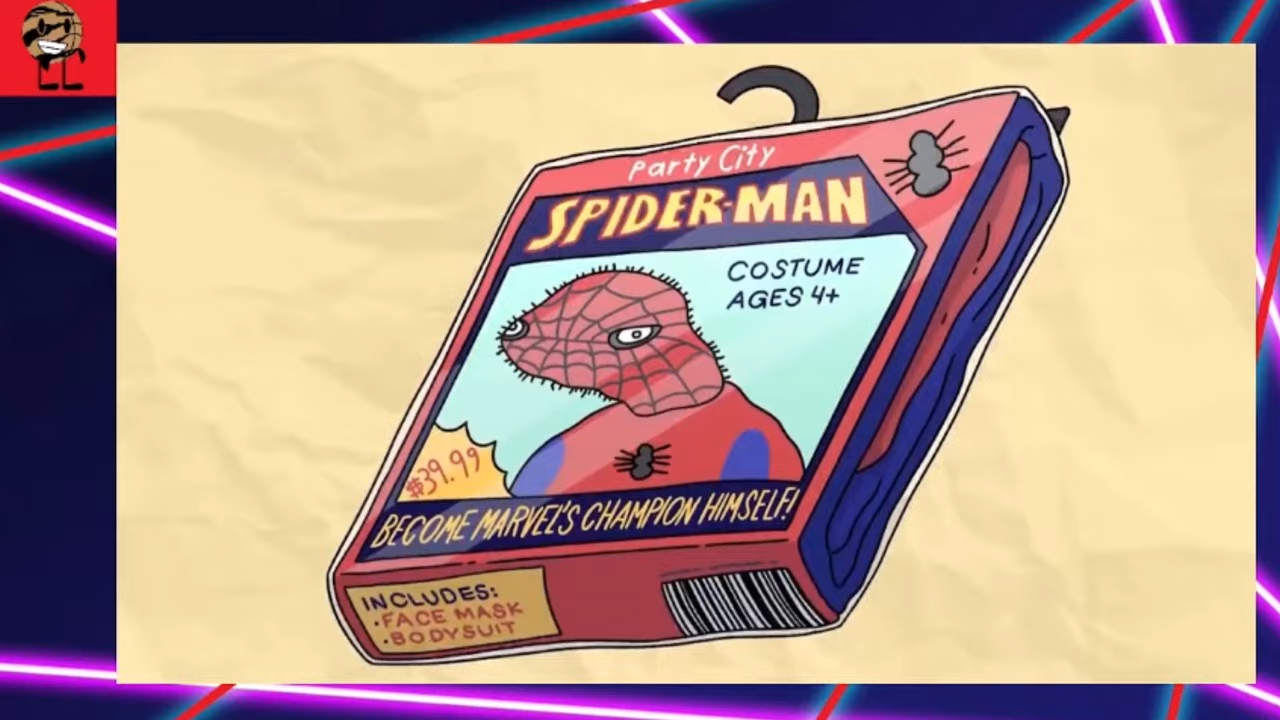 Party City
SPIDER-MAN
COSTUME
AGES 4+
$39.99
BECOME MARVEL'S CHAMPION HIMSELF!
INCLUDES:
•FACE MASK
•BODYSUIT